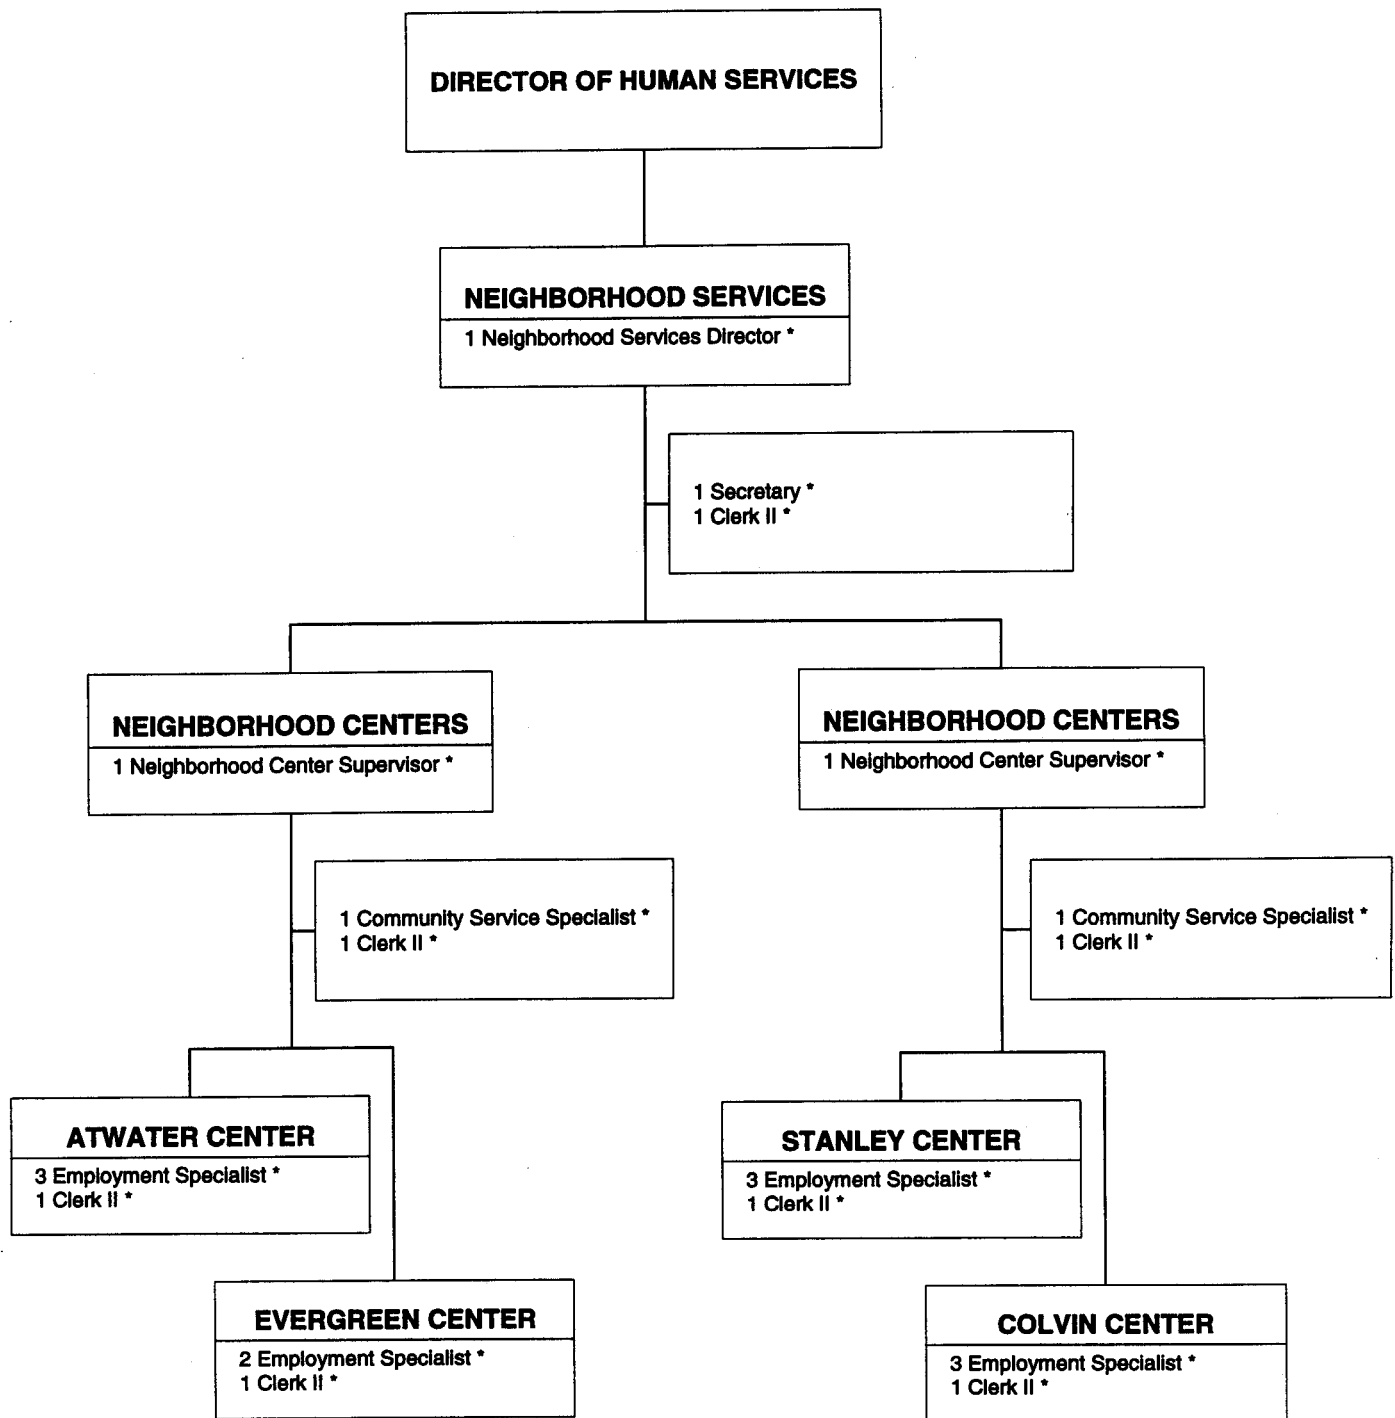 DIRECTOR OF HUMAN SERVICES
NEIGHBORHOOD SERVICES
1 Neighborhood Services Director *
1 Secretary *
1 Clerk II *
NEIGHBORHOOD CENTERS
1 Neighborhood Center Supervisor *
NEIGHBORHOOD CENTERS
1 Neighborhood Center Supervisor *
1 Community Service Specialist *
1 Clerk II *
1 Community Service Specialist *
1 Clerk II *
ATWATER CENTER
3 Employment Specialist *
1 Clerk II *
STANLEY CENTER
3 Employment Specialist *
1 Clerk II *
EVERGREEN CENTER
2 Employment Specialist *
1 Clerk II *
COLVIN CENTER
3 Employment Specialist *
1 Clerk II *